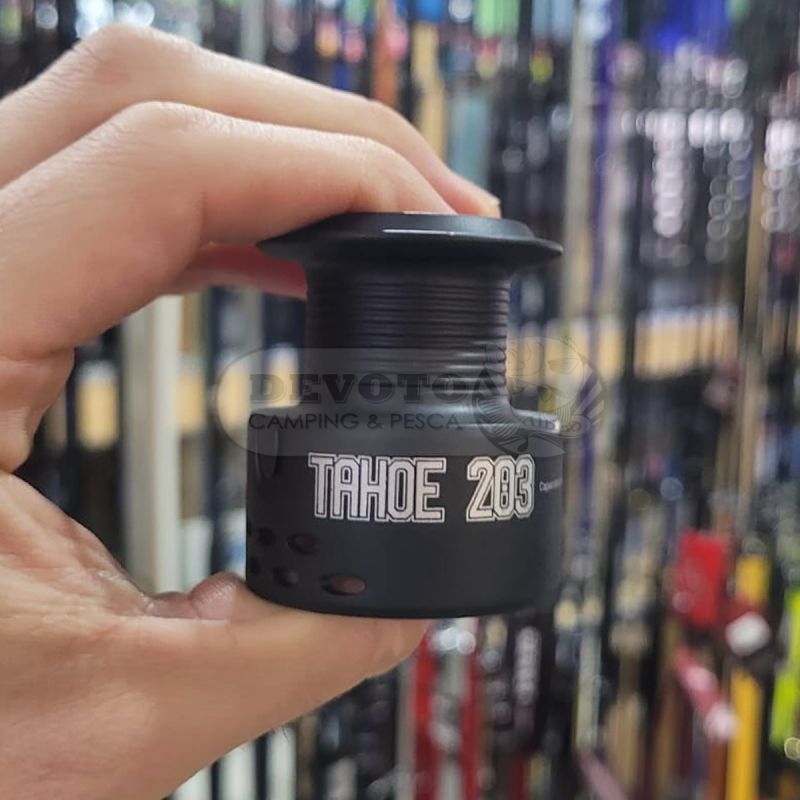 DEVOTO
CAMPING & PESCA
TAHOE 203